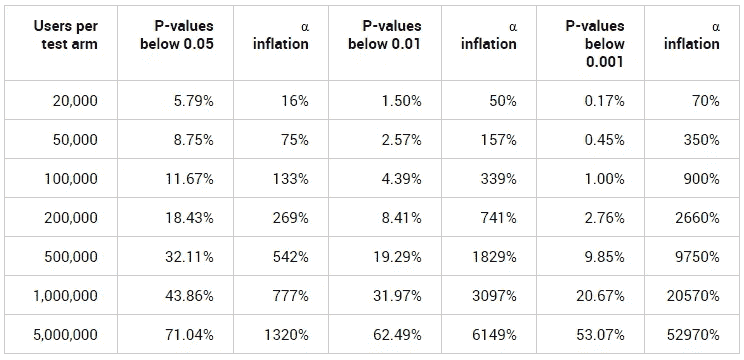 Users per test arm P-values below 0.05 α inflation P-values below 0.01 α inflation P-values below 0.001 α inflation
20,000 5.79% 16% 1.50% 50% 0.17% 70%
50,000 8.75% 75% 2.57% 157% 0.45% 350%
100,000 11.67% 133% 4.39% 339% 1.00% 900%
200,000 18.43% 269% 8.41% 741% 2.76% 2660%
500,000 32.11% 542% 19.29% 1829% 9.85% 9750%
1,000,000 43.86% 777% 31.97% 3097% 20.67% 20570%
5,000,000 71.04% 1320% 62.49% 6149% 53.07% 52970%